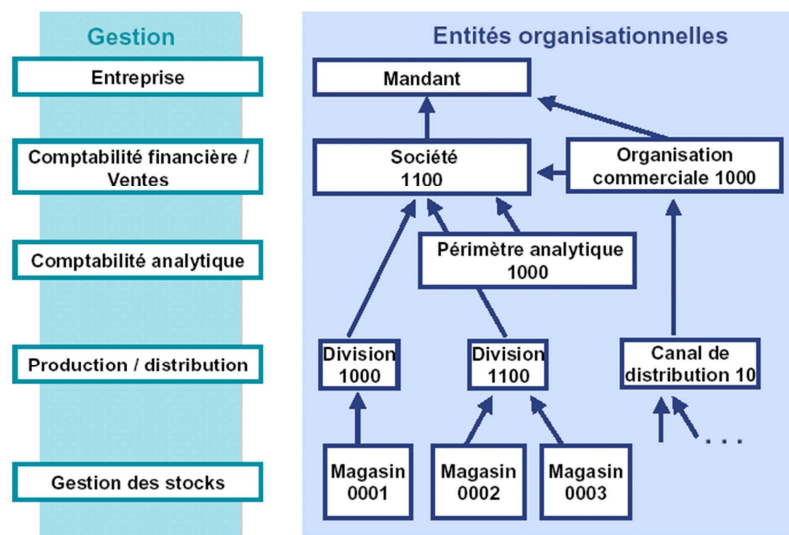 Gestion
Entreprise
Comptabilité financière /
Ventes
Comptabilité analytique
Production / distribution
Gestion des stocks
Entités organisationnelles
Mandant
Société
1100
Organisation
commerciale 1000
Périmètre analytique
1000
Division
1000
Division
1100
Canal de
distribution 10
. . .
Magasin
0001
Magasin
0002
Magasin
0003